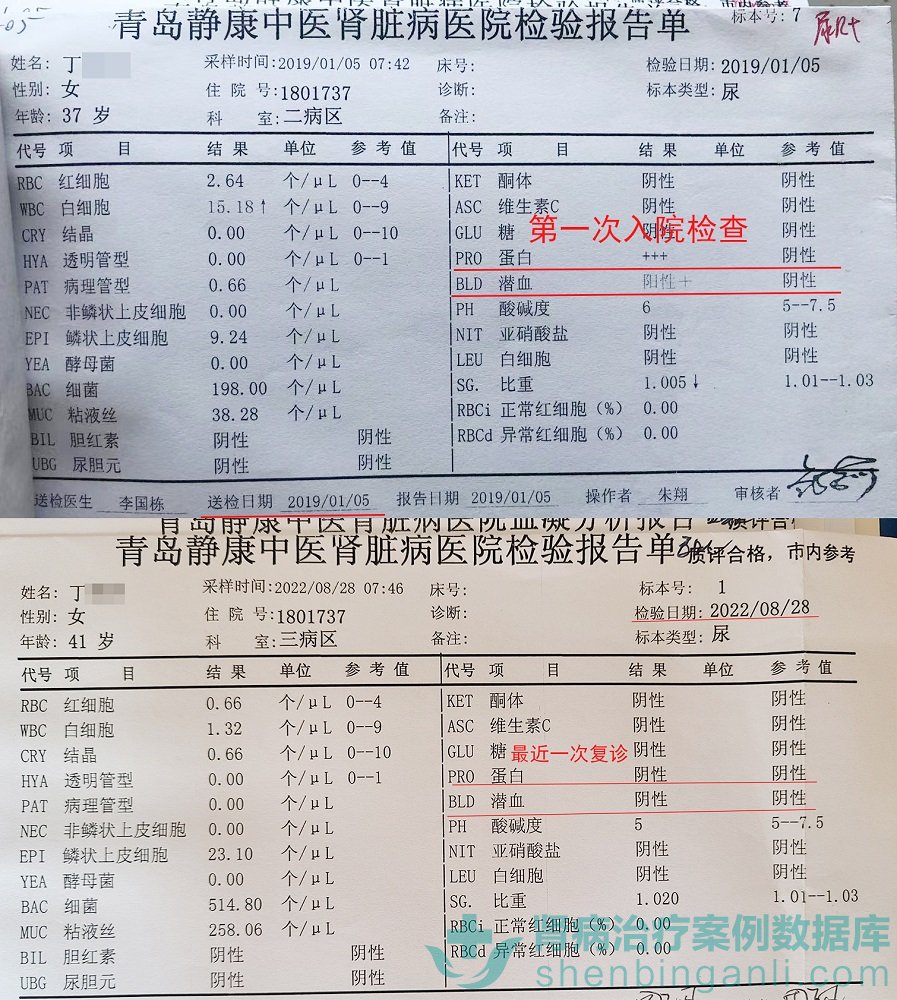 青岛静康中医肾脏病医院检验报告单
标本号: 7
尿Rt
姓名: 丁 采样时间:2019/01/05 07:42 床号: 检验日期:2019/01/05
性别: 女 住 院 号:1801737 诊断: 标本类型:尿
年龄: 37 岁 科 室:二病区 备注:
代号 项 目 结 果 单位 参 考 值 代号 项 目 结 果 单位 参 考 值
RBC 红细胞 2.64 个/μL 0--4 KET 酮体 阴性 阴性
WBC 白细胞 15.18↑ 个/μL 0--9 ASC 维生素C 阴性 阴性
CRY 结晶 0.00 个/μL 0--10 GLU 糖 阴性 阴性
第一次入院检查
HYA 透明管型 0.00 个/μL 0--1 PRO 蛋白 +++ 阴性
PAT 病理管型 0.66 个/μL BLD 潜血 阳性+ 阴性
NEC 非鳞状上皮细胞 0.00 个/μL PH 酸碱度 6 5--7.5
EPI 鳞状上皮细胞 9.24 个/μL NIT 亚硝酸盐 阴性 阴性
YEA 酵母菌 0.00 个/μL LEU 白细胞 阴性 阴性
BAC 细菌 198.00 个/μL SG. 比重 1.005↓ 1.01--1.03
MUC 粘液丝 38.28 个/μL RBCi 正常红细胞(%) 0.00
BIL 胆红素 阴性 阴性 RBCd 异常红细胞(%) 0.00
UBG 尿胆元 阴性 阴性
送检医生 李国栋 送检日期 2019/01/05 报告日期 2019/01/05 操作者 朱翔 审核者
青岛静康中医肾脏病医院血凝分析报告
青岛静康中医肾脏病医院检验报告单 质评合格，市内参考
姓名: 丁 采样时间:2022/08/28 07:46 床号: 标本号: 1
性别: 女 住 院 号:1801737 诊断: 检验日期:2022/08/28
年龄: 41 岁 科 室:三病区 备注: 标本类型:尿
代号 项 目 结 果 单位 参 考 值 代号 项 目 结 果 单位 参 考 值
RBC 红细胞 0.66 个/μL 0--4 KET 酮体 阴性 阴性
WBC 白细胞 1.32 个/μL 0--9 ASC 维生素C 阴性 阴性
CRY 结晶 0.66 个/μL 0--10 GLU 糖 阴性 阴性
最近一次复诊
HYA 透明管型 0.00 个/μL 0--1 PRO 蛋白 阴性 阴性
PAT 病理管型 0.00 个/μL BLD 潜血 阴性 阴性
NEC 非鳞状上皮细胞 0.00 个/μL PH 酸碱度 5 5--7.5
EPI 鳞状上皮细胞 23.10 个/μL NIT 亚硝酸盐 阴性 阴性
YEA 酵母菌 0.00 个/μL LEU 白细胞 阴性 阴性
BAC 细菌 514.80 个/μL SG. 比重 1.020 1.01--1.03
MUC 粘液丝 258.06 个/μL RBCi 正常红细胞(%) 0.00
BIL 胆红素 阴性 阴性 RBCd 异常红细胞(%) 0.00
UBG 尿胆元 阴性 阴性
肾病治疗案例数据库
shenbinganli.com